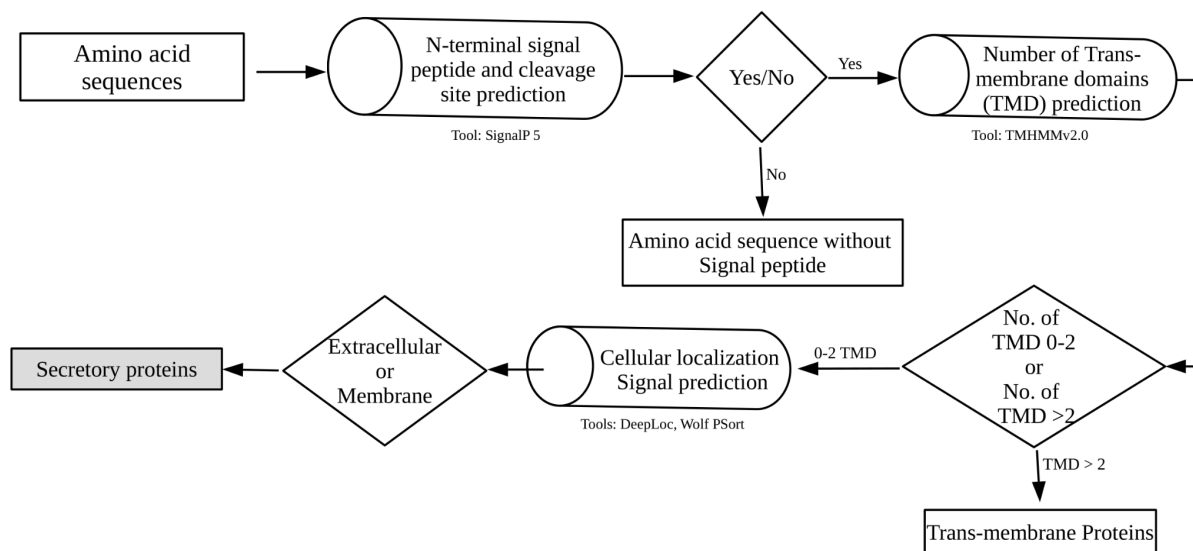 Amino acid
sequences
N-terminal signal
peptide and cleavage
site prediction
Tool: SignalP 5
Yes/No
Yes
No
Number of Trans-
membrane domains
(TMD) prediction
Tool: TMHMMv2.0
Amino acid sequence without
Signal peptide
No. of
TMD 0-2
or
No. of
TMD >2
0-2 TMD
TMD > 2
Trans-membrane Proteins
Cellular localization
Signal prediction
Tools: DeepLoc, Wolf PSort
Extracellular
or
Membrane
Secretory proteins